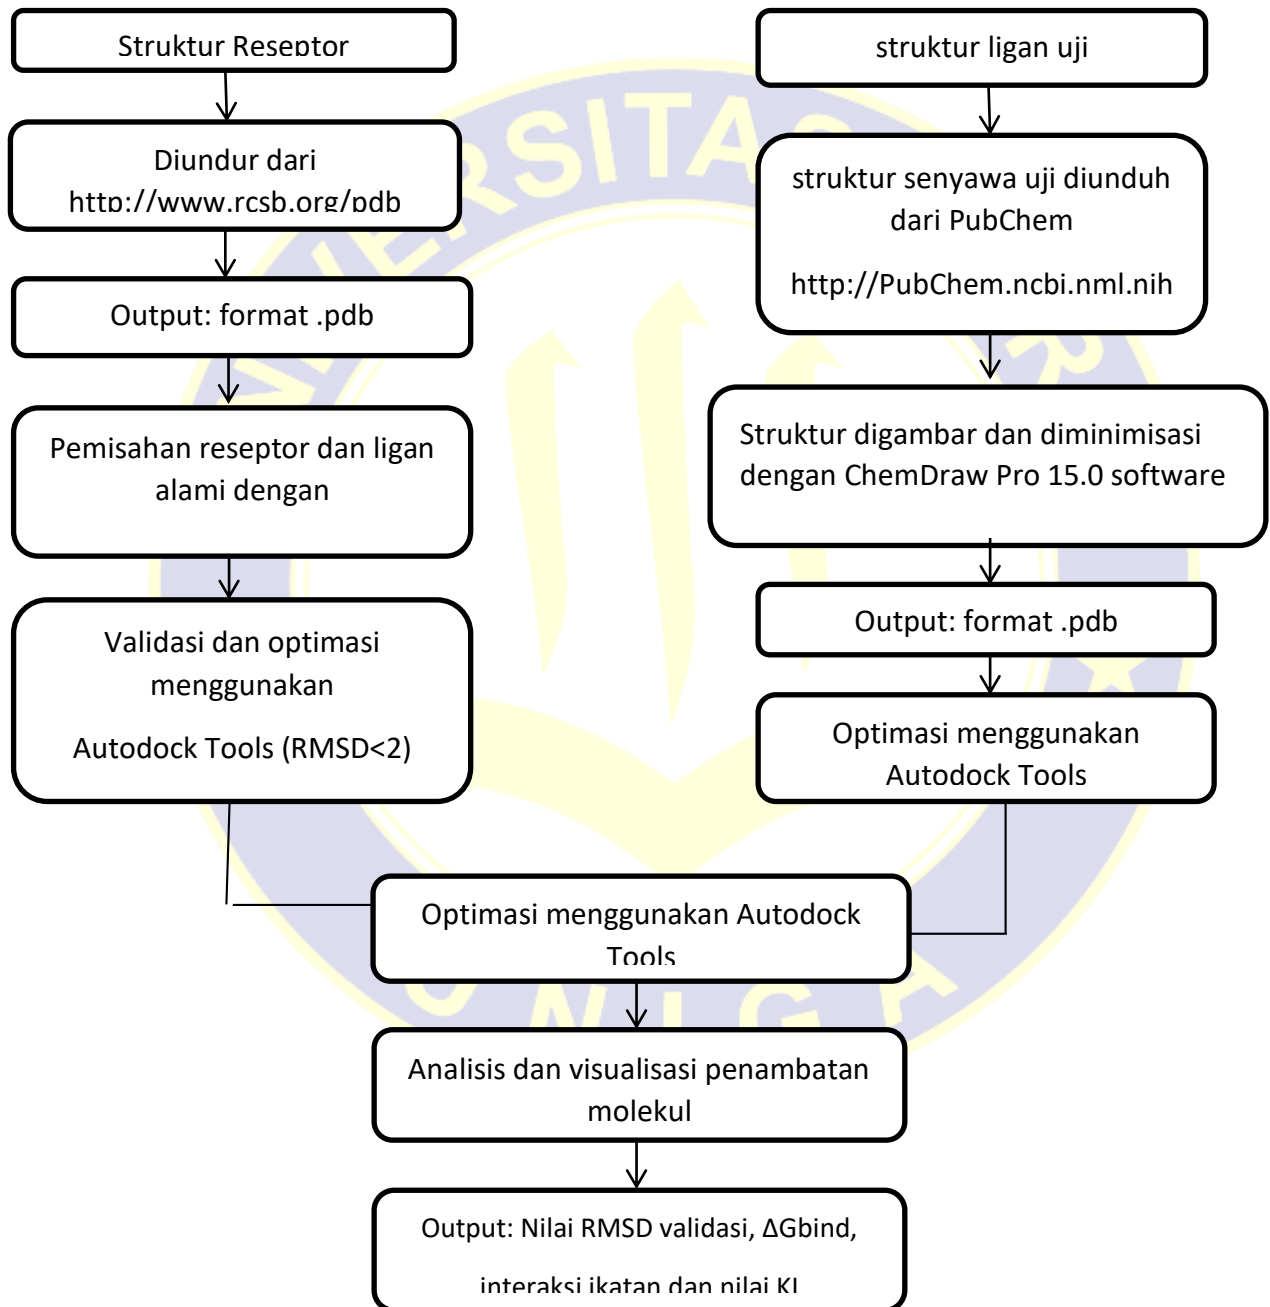 Struktur Reseptor
Diundur dari
http://www.rcsb.org/pdb
Output: format .pdb
Pemisahan reseptor dan ligan
alami dengan
Validasi dan optimasi
menggunakan
Autodock Tools (RMSD<2)
struktur ligan uji
struktur senyawa uji diunduh
dari PubChem
http://PubChem.ncbi.nml.nih
Struktur digambar dan diminimisasi
dengan ChemDraw Pro 15.0 software
Output: format .pdb
Optimasi menggunakan
Autodock Tools
Optimasi menggunakan Autodock
Tools
Analisis dan visualisasi penambatan
molekul
Output: Nilai RMSD validasi, ΔGbind,
interaksi ikatan dan nilai KI
UNIGA